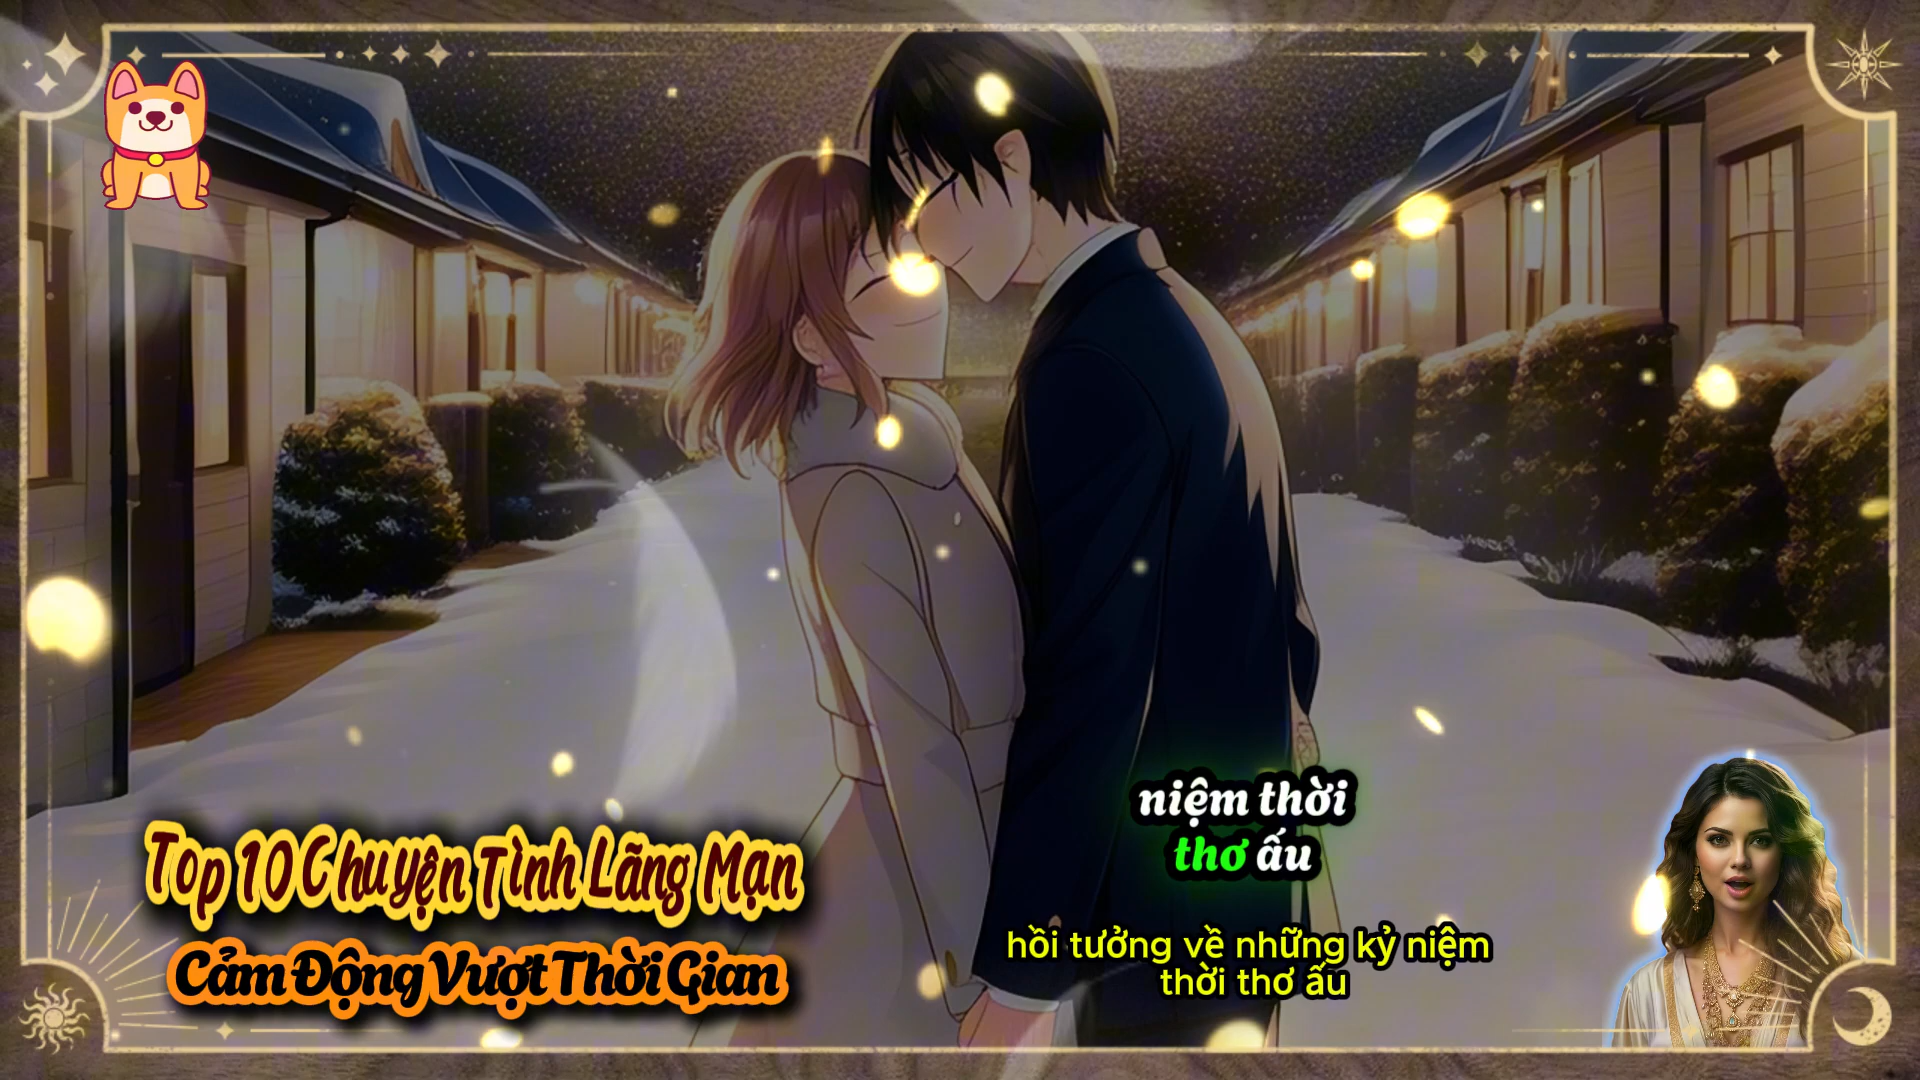 Top 10 Chuyện Tình Lãng Mạn
Cảm Động Vượt Thời Gian
niệm thời
thơ ấu
hồi tưởng về những kỷ niệm
thời thơ ấu